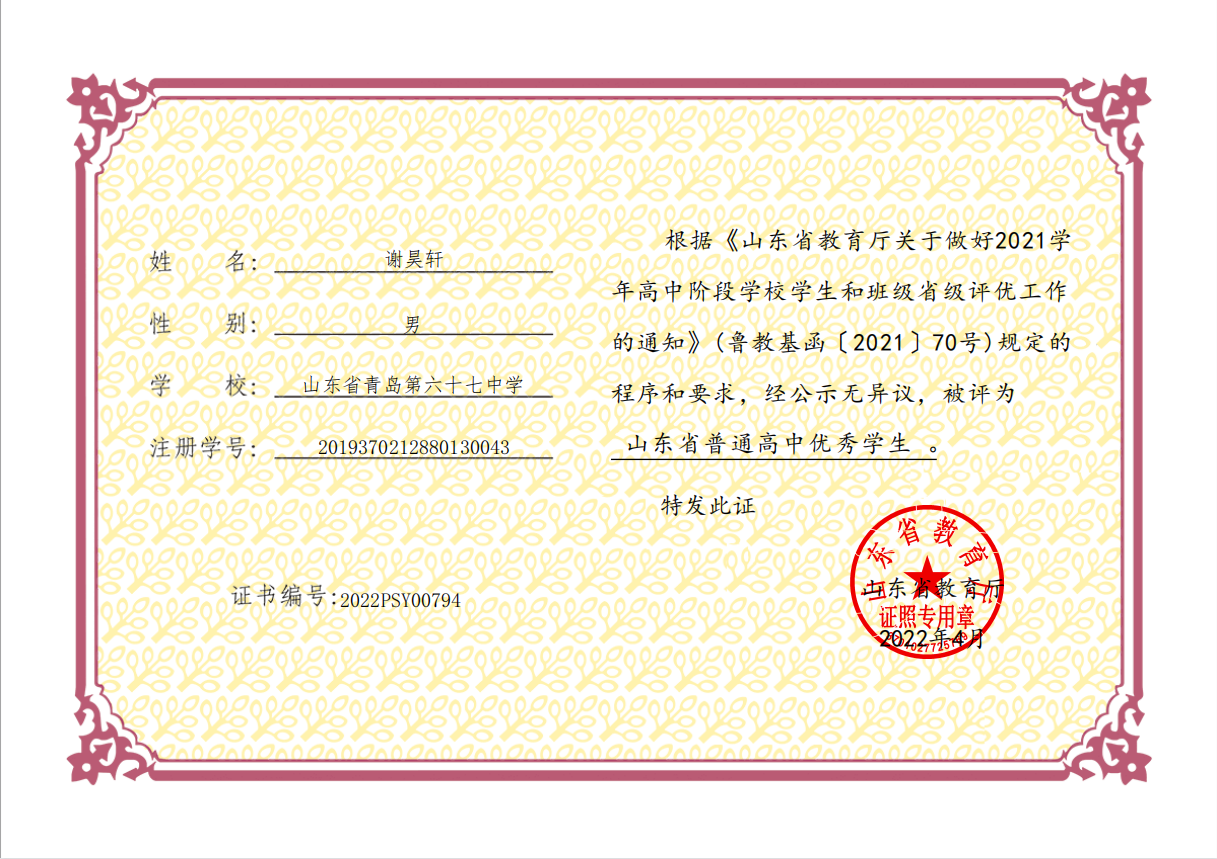 姓 名: 谢昊轩
性 别: 男
学 校: 山东省青岛第六十七中学
注册学号: 2019370212880130043
证书编号:2022PSY00794
根据《山东省教育厅关于做好2021学
年高中阶段学校学生和班级省级评优工作
的通知》(鲁教基函〔2021〕70号)规定的
程序和要求，经公示无异议，被评为
山东省普通高中优秀学生 。
特发此证
山东省教育厅
2022年4月
山东省教育厅
证照专用章